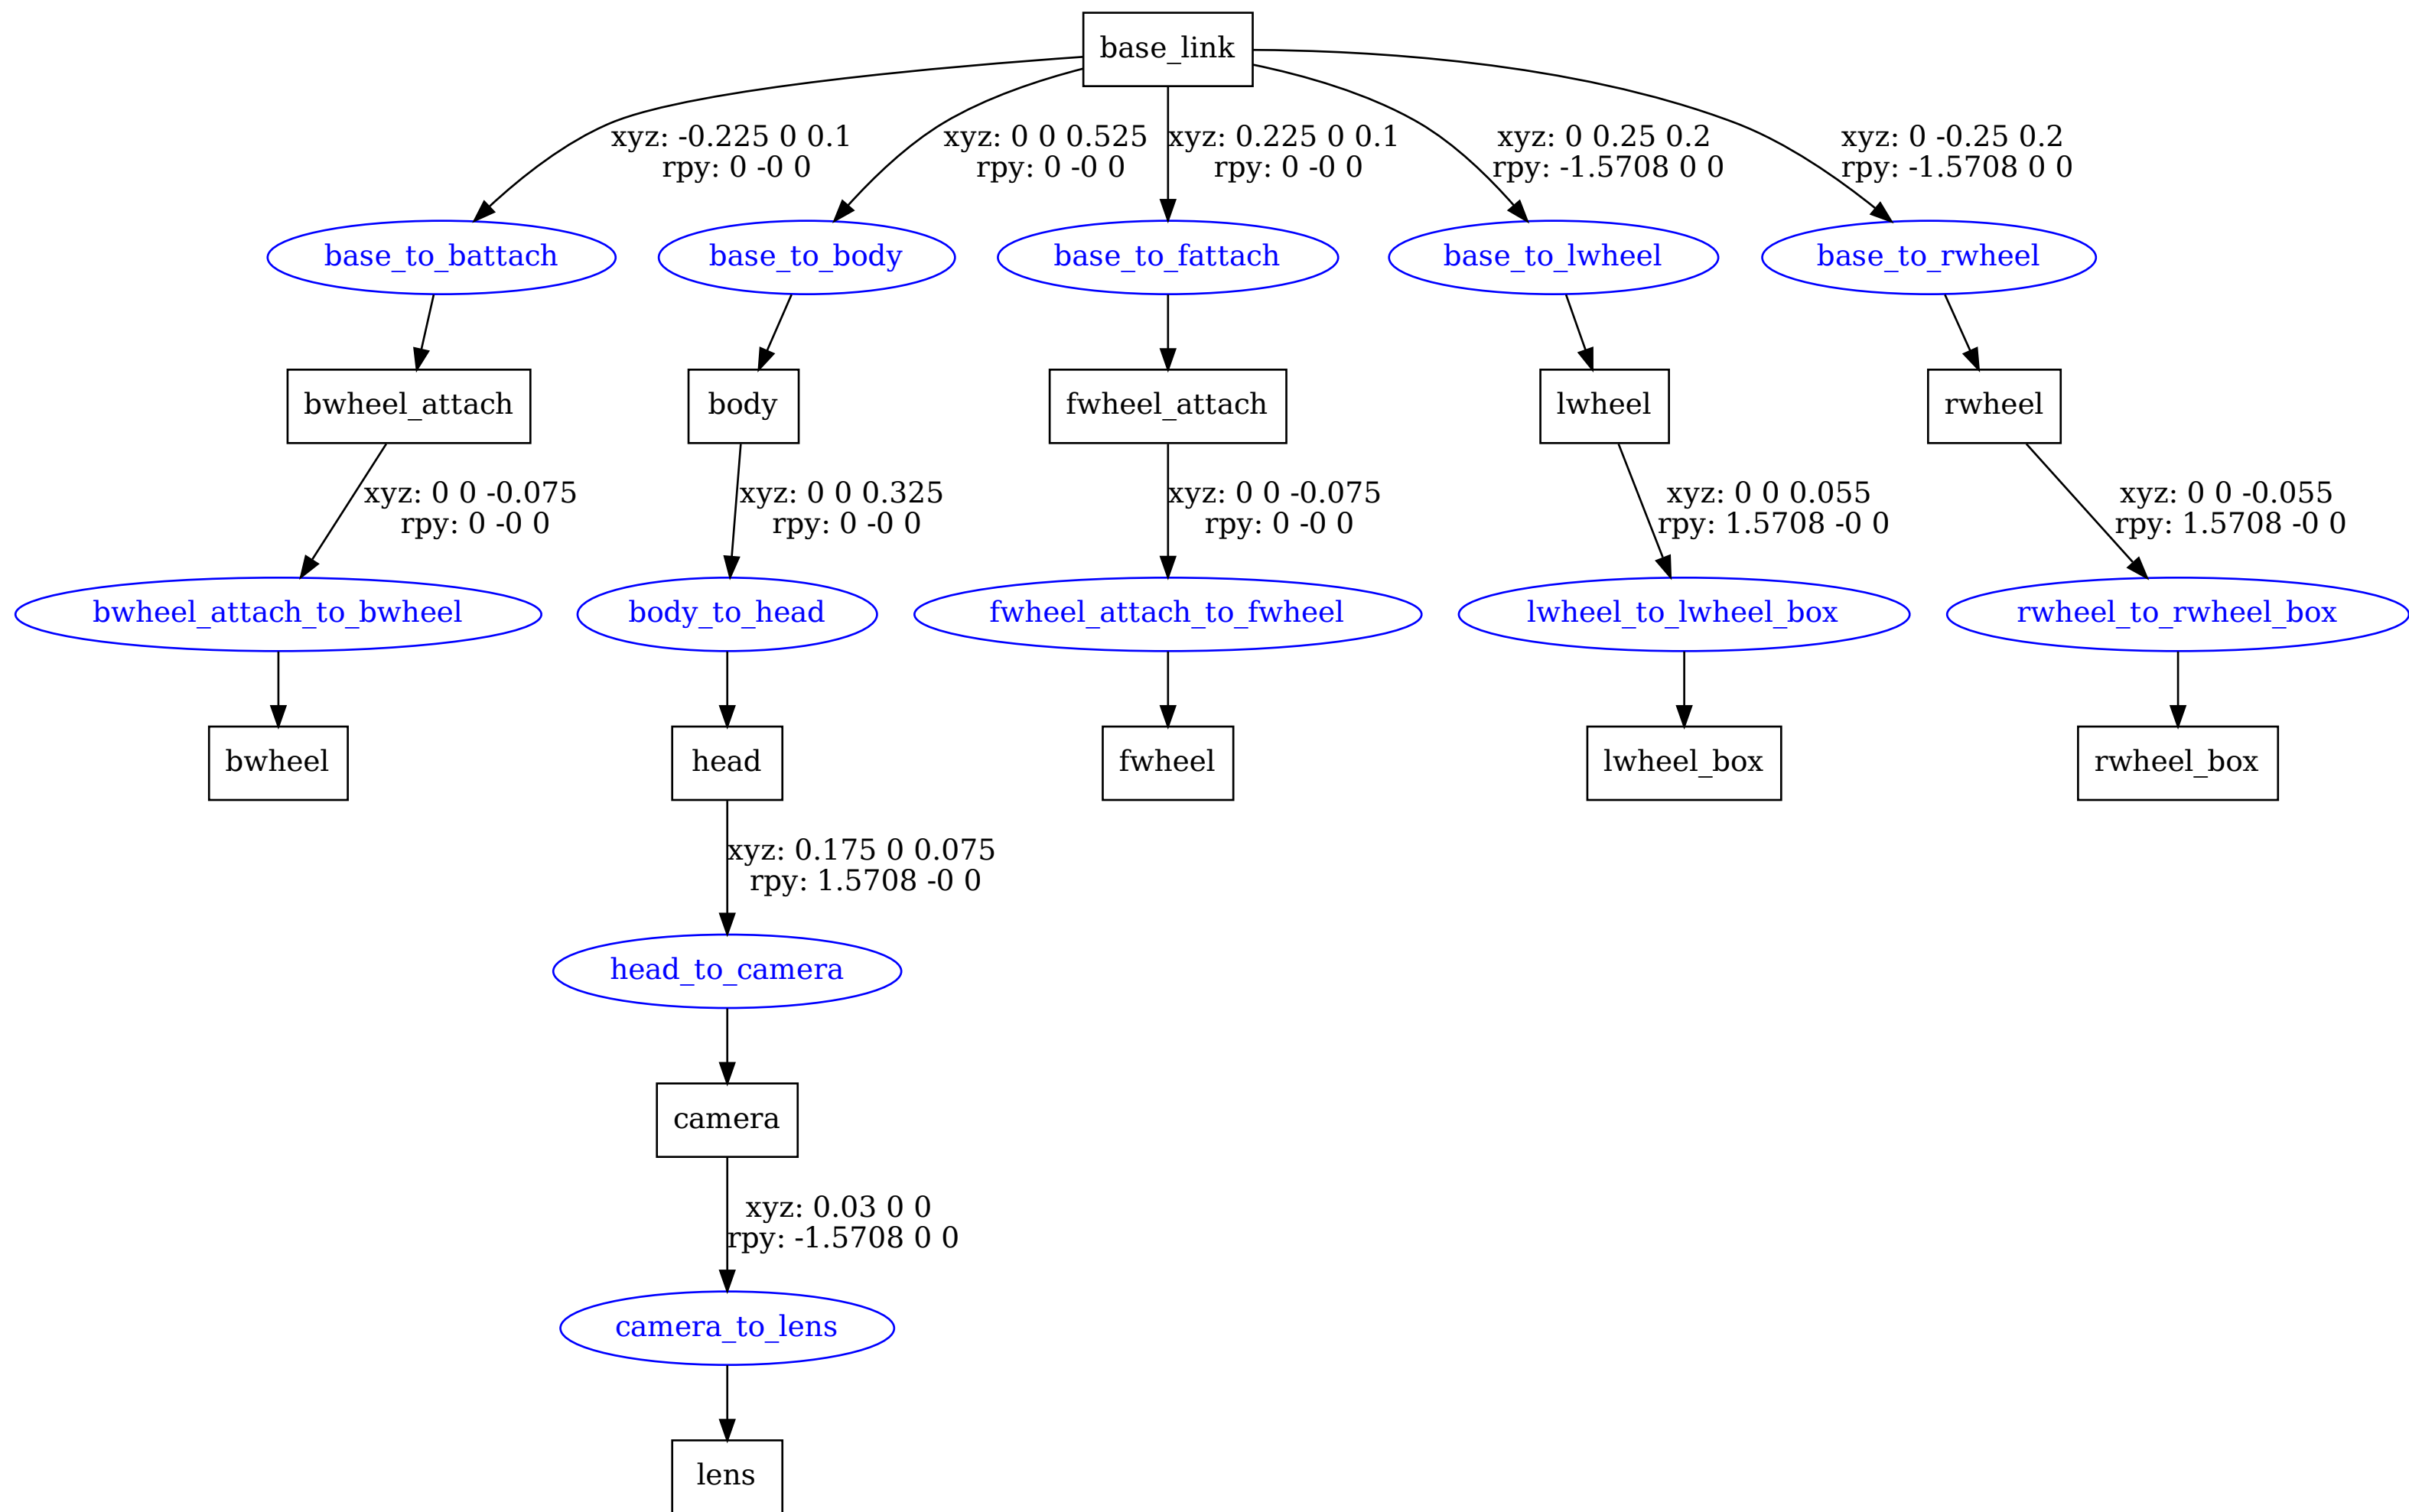 base_link
xyz: -0.225 0 0.1
rpy: 0 -0 0
xyz: 0 0 0.525
rpy: 0 -0 0
xyz: 0.225 0 0.1
rpy: 0 -0 0
xyz: 0 0.25 0.2
rpy: -1.5708 0 0
xyz: 0 -0.25 0.2
rpy: -1.5708 0 0
base_to_battach
base_to_body
base_to_fattach
base_to_lwheel
base_to_rwheel
bwheel_attach
body
fwheel_attach
lwheel
rwheel
xyz: 0 0 -0.075
rpy: 0 -0 0
xyz: 0 0 0.325
rpy: 0 -0 0
xyz: 0 0 -0.075
rpy: 0 -0 0
xyz: 0 0 0.055
rpy: 1.5708 -0 0
xyz: 0 0 -0.055
rpy: 1.5708 -0 0
bwheel_attach_to_bwheel
body_to_head
fwheel_attach_to_fwheel
lwheel_to_lwheel_box
rwheel_to_rwheel_box
bwheel
head
fwheel
lwheel_box
rwheel_box
xyz: 0.175 0 0.075
rpy: 1.5708 -0 0
head_to_camera
camera
xyz: 0.03 0 0
rpy: -1.5708 0 0
camera_to_lens
lens